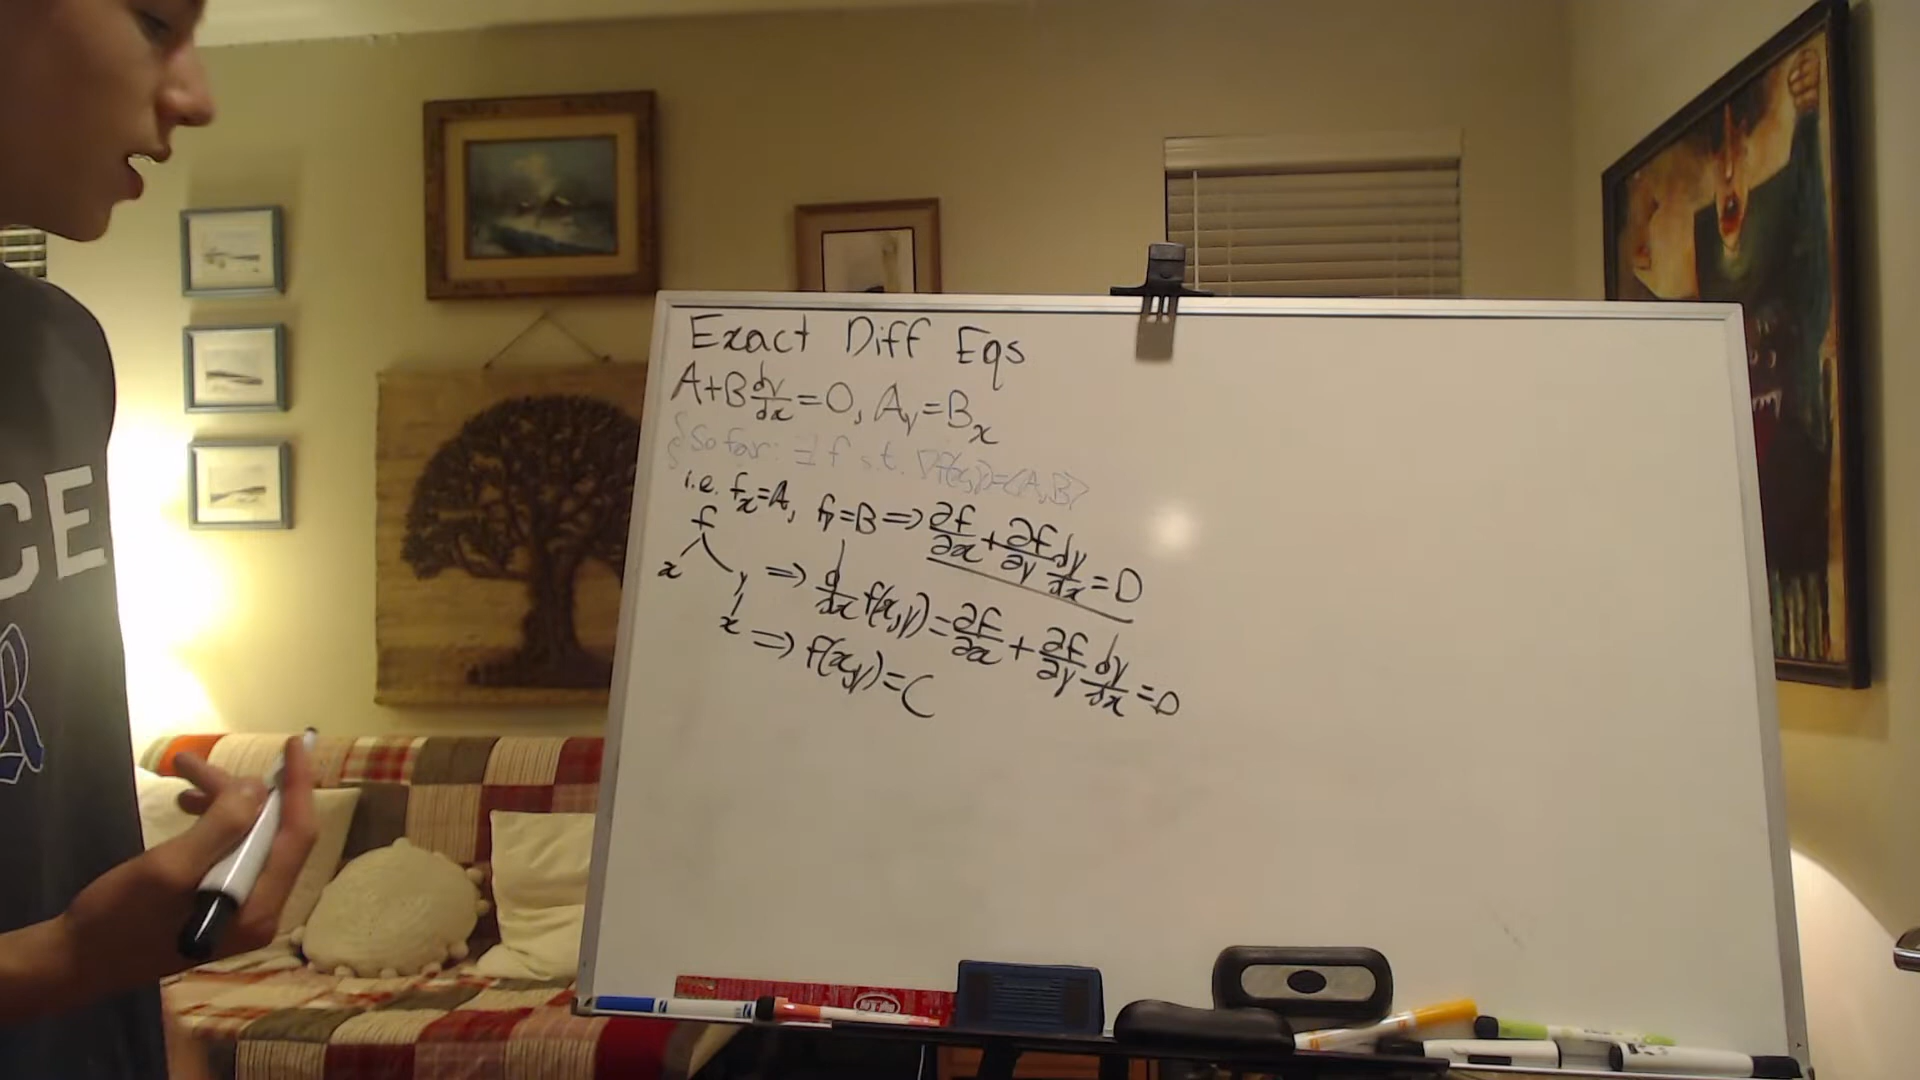 Exact Diff Eqs
A+B dy/dx=0, A_y=B_x
So far: ∃ f s.t. ∇f(x,y)=⟨A,B⟩
i.e. f_x=A, f_y=B ⇒ ∂f/∂x+∂f/∂y dy/dx=0
f
x y
x
⇒ d/dx f(x,y)=∂f/∂x+∂f/∂y dy/dx=0
⇒ f(x,y)=C
CE
R